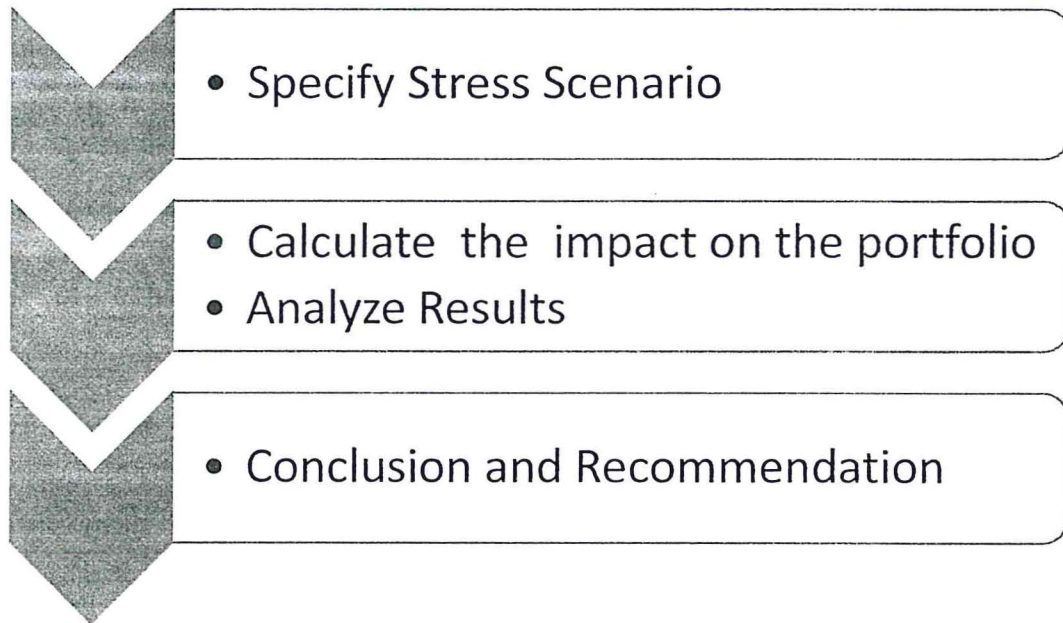 • Specify Stress Scenario
• Calculate the impact on the portfolio
• Analyze Results
• Conclusion and Recommendation